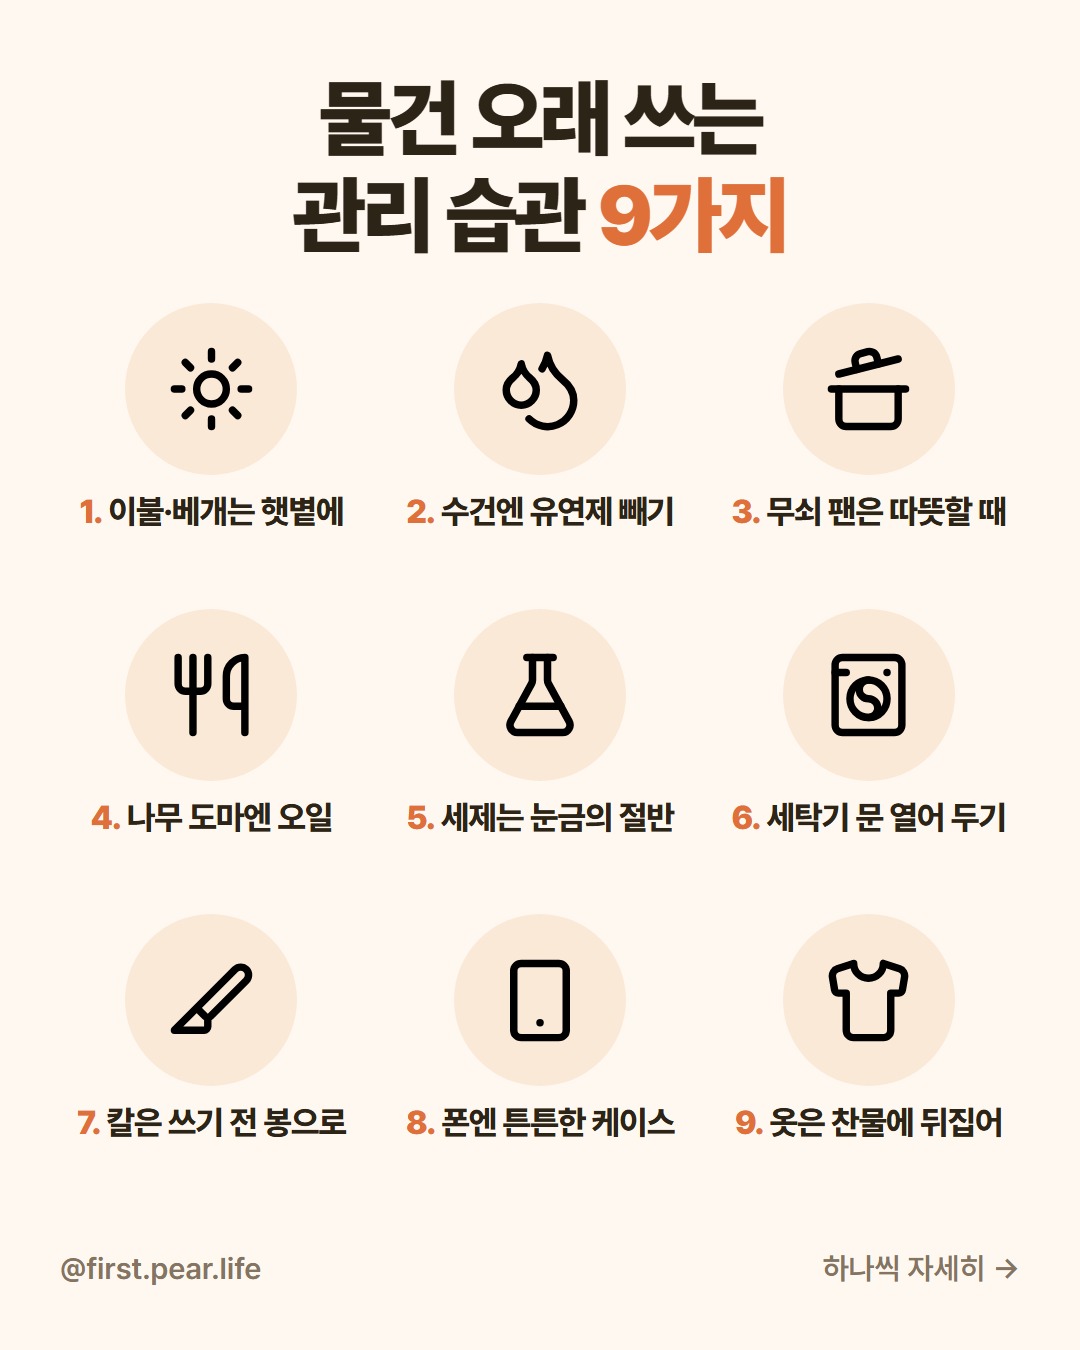 물건 오래 쓰는
관리 습관 9가지
1. 이불·베개는 햇볕에
2. 수건엔 유연제 빼기
3. 무쇠 팬은 따뜻할 때
4. 나무 도마엔 오일
5. 세제는 눈금의 절반
6. 세탁기 문 열어 두기
7. 칼은 쓰기 전 봉으로
8. 폰엔 튼튼한 케이스
9. 옷은 찬물에 뒤집어
@first.pear.life
하나씩 자세히 →